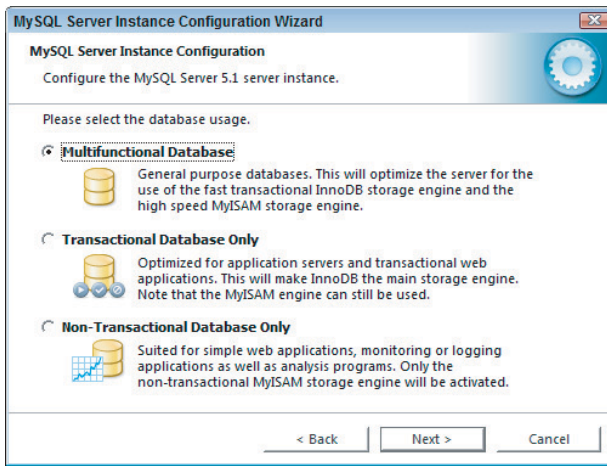 MySQL Server Instance Configuration Wizard
MySQL Server Instance Configuration
Configure the MySQL Server 5.1 server instance.
Please select the database usage.
Multifunctional Database
General purpose databases. This will optimize the server for the
use of the fast transactional InnoDB storage engine and the
high speed MyISAM storage engine.
Transactional Database Only
Optimized for application servers and transactional web
applications. This will make InnoDB the main storage engine.
Note that the MyISAM engine can still be used.
Non-Transactional Database Only
Suited for simple web applications, monitoring or logging
applications as well as analysis programs. Only the
non-transactional MyISAM storage engine will be activated.
< Back Next > Cancel